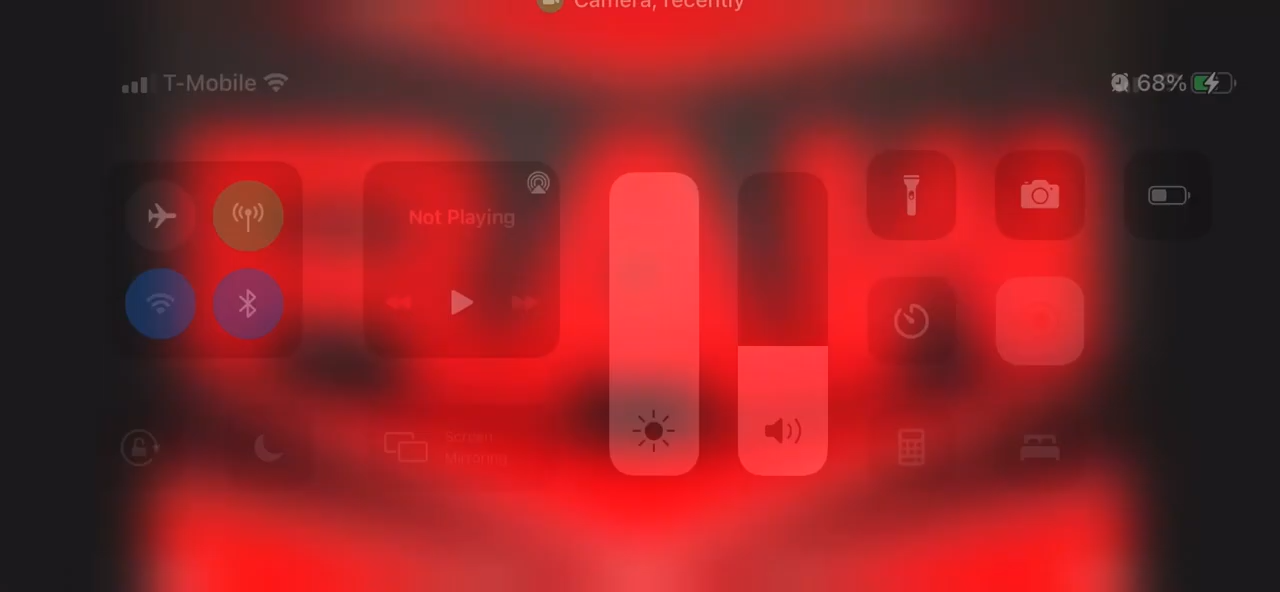 Camera, recently
T-Mobile
68%
Not Playing
Screen
Mirroring